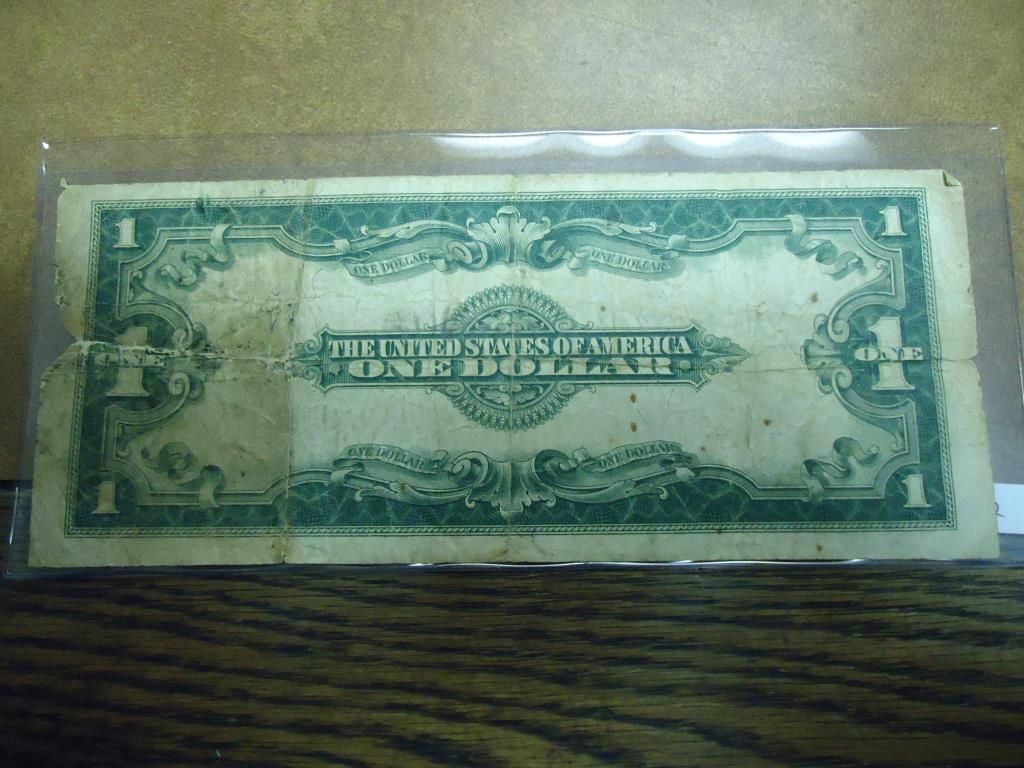 1 1
ONE DOLLAR ONE DOLLAR
ONE 1 THE UNITED STATES OF AMERICA 1 ONE
ONE DOLLAR
ONE DOLLAR ONE DOLLAR
1 1